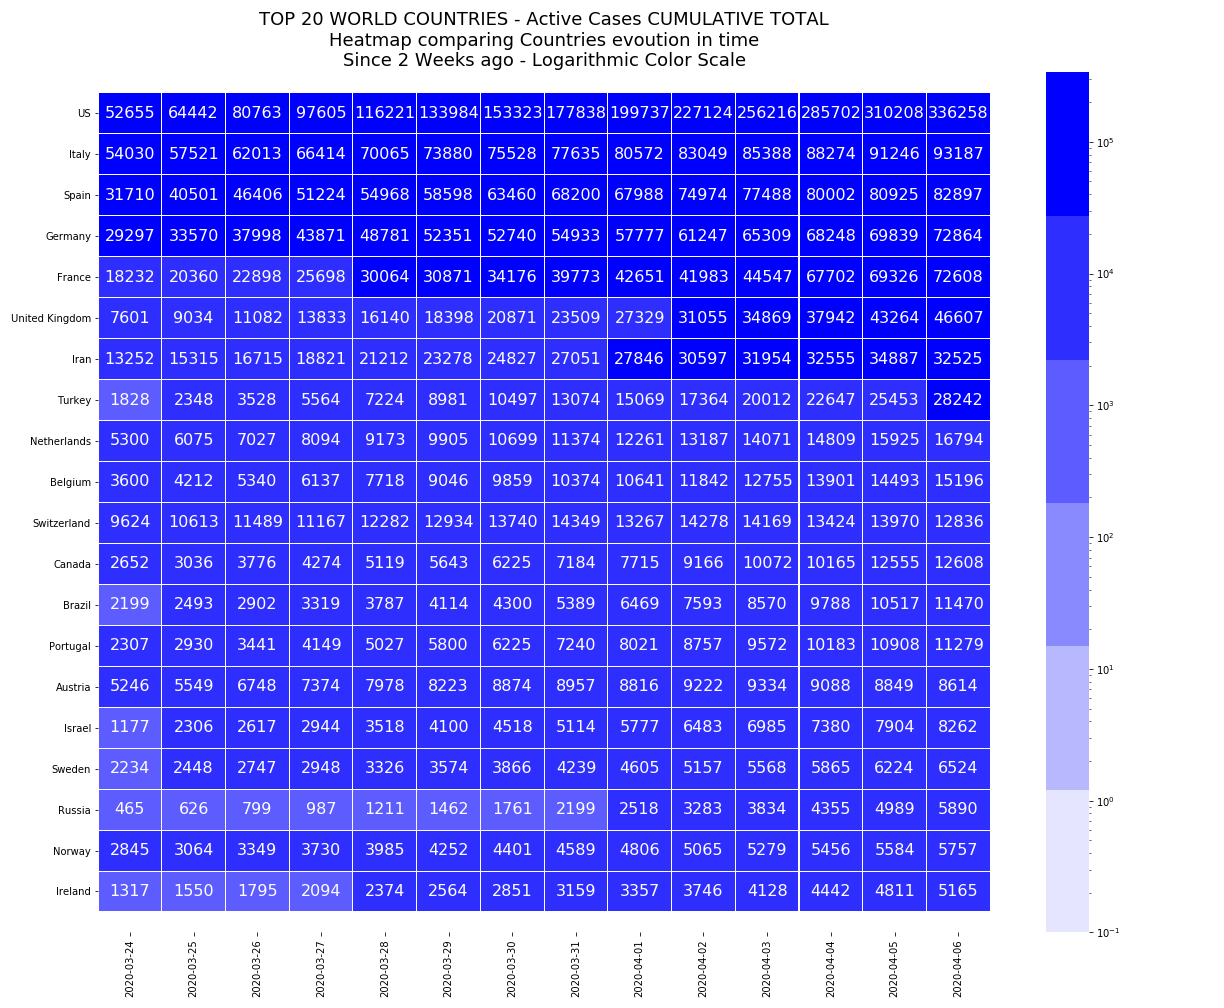 TOP 20 WORLD COUNTRIES - Active Cases CUMULATIVE TOTAL
Heatmap comparing Countries evoution in time
Since 2 Weeks ago - Logarithmic Color Scale
US 52655 64442 80763 97605 116221 133984 153323 177838 199737 227124 256216 285702 310208 336258
Italy 54030 57521 62013 66414 70065 73880 75528 77635 80572 83049 85388 88274 91246 93187
Spain 31710 40501 46406 51224 54968 58598 63460 68200 67988 74974 77488 80002 80925 82897
Germany 29297 33570 37998 43871 48781 52351 52740 54933 57777 61247 65309 68248 69839 72864
France 18232 20360 22898 25698 30064 30871 34176 39773 42651 41983 44547 67702 69326 72608
United Kingdom 7601 9034 11082 13833 16140 18398 20871 23509 27329 31055 34869 37942 43264 46607
Iran 13252 15315 16715 18821 21212 23278 24827 27051 27846 30597 31954 32555 34887 32525
Turkey 1828 2348 3528 5564 7224 8981 10497 13074 15069 17364 20012 22647 25453 28242
Netherlands 5300 6075 7027 8094 9173 9905 10699 11374 12261 13187 14071 14809 15925 16794
Belgium 3600 4212 5340 6137 7718 9046 9859 10374 10641 11842 12755 13901 14493 15196
Switzerland 9624 10613 11489 11167 12282 12934 13740 14349 13267 14278 14169 13424 13970 12836
Canada 2652 3036 3776 4274 5119 5643 6225 7184 7715 9166 10072 10165 12555 12608
Brazil 2199 2493 2902 3319 3787 4114 4300 5389 6469 7593 8570 9788 10517 11470
Portugal 2307 2930 3441 4149 5027 5800 6225 7240 8021 8757 9572 10183 10908 11279
Austria 5246 5549 6748 7374 7978 8223 8874 8957 8816 9222 9334 9088 8849 8614
Israel 1177 2306 2617 2944 3518 4100 4518 5114 5777 6483 6985 7380 7904 8262
Sweden 2234 2448 2747 2948 3326 3574 3866 4239 4605 5157 5568 5865 6224 6524
Russia 465 626 799 987 1211 1462 1761 2199 2518 3283 3834 4355 4989 5890
Norway 2845 3064 3349 3730 3985 4252 4401 4589 4806 5065 5279 5456 5584 5757
Ireland 1317 1550 1795 2094 2374 2564 2851 3159 3357 3746 4128 4442 4811 5165
2020-03-24 2020-03-25 2020-03-26 2020-03-27 2020-03-28 2020-03-29 2020-03-30 2020-03-31 2020-04-01 2020-04-02 2020-04-03 2020-04-04 2020-04-05 2020-04-06
10⁵
10⁴
10³
10²
10¹
10⁰
10⁻¹